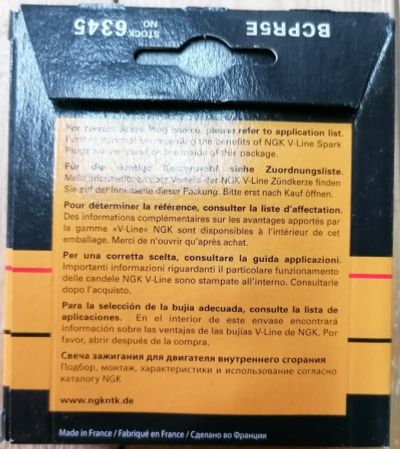 BCPR5E
STOCK NO. 6345
For correct Spark Plug choice, please refer to application list.
Further information regarding the benefits of NGK V-Line Spark
Plugs can be found on the inside of this package.
Für die richtige Kerzenwahl siehe Zuordnungsliste.
Mehr Informationen über Vorteile der NGK V-Line Zündkerze finden
Sie auf der Innenseite dieser Packung. Bitte erst nach Kauf öffnen.
Pour déterminer la référence, consulter la liste d'affectation.
Des informations complémentaires sur les avantages apportés par
la gamme «V-Line» NGK sont disponibles à l'intérieur de cet
emballage. Merci de n'ouvrir qu'après achat.
Per una corretta scelta, consultare la guida applicazioni.
Importanti informazioni riguardanti il particolare funzionamento
delle candele NGK V-Line sono stampate all'interno. Consultarle
dopo l'acquisto.
Para la selección de la bujía adecuada, consulte la lista de
aplicaciones. En el interior de este envase encontrará
información sobre las ventajas de las bujías V-Line de NGK. Por
favor, abrir después de la compra.
Свеча зажигания для двигателя внутреннего сгорания
Подбор, монтаж, характеристики и использование согласно
каталогу NGK
www.ngkntk.de
Made in France / Fabriqué en France / Сделано во Франции